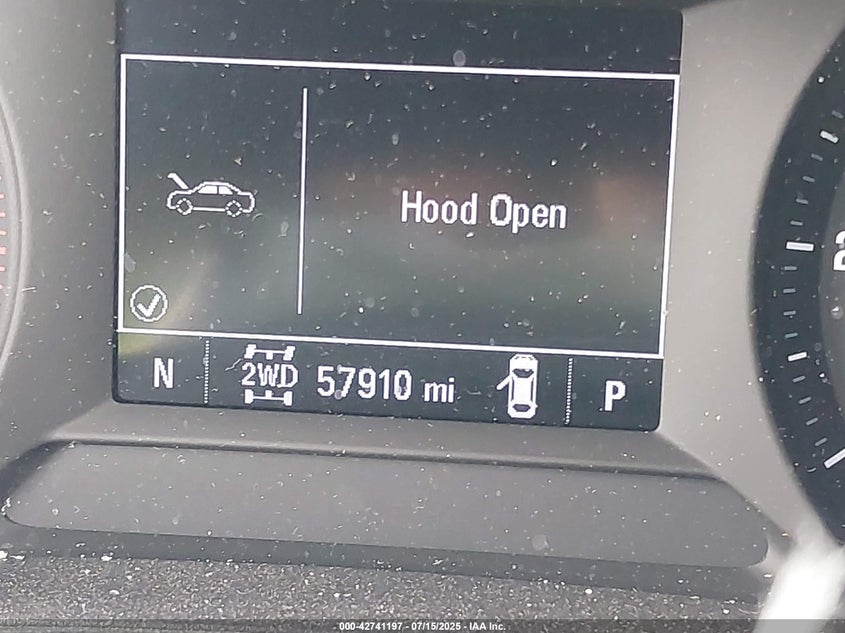 Hood Open
N 2WD 57910 mi P
000-42741197 - 07/15/2025 - IAA Inc.